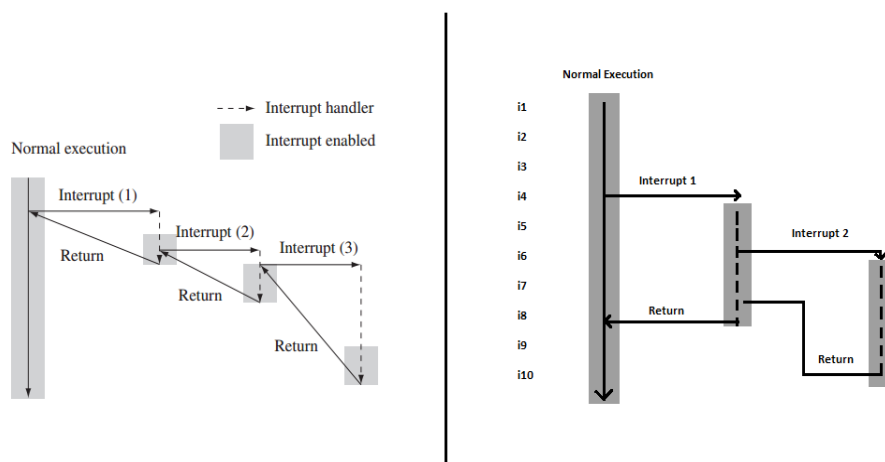 Interrupt handler
Interrupt enabled
Normal execution
Interrupt (1)
Interrupt (2)
Interrupt (3)
Return
Return
Return
Normal Execution
i1
i2
i3
i4
i5
i6
i7
i8
i9
i10
Interrupt 1
Interrupt 2
Return
Return